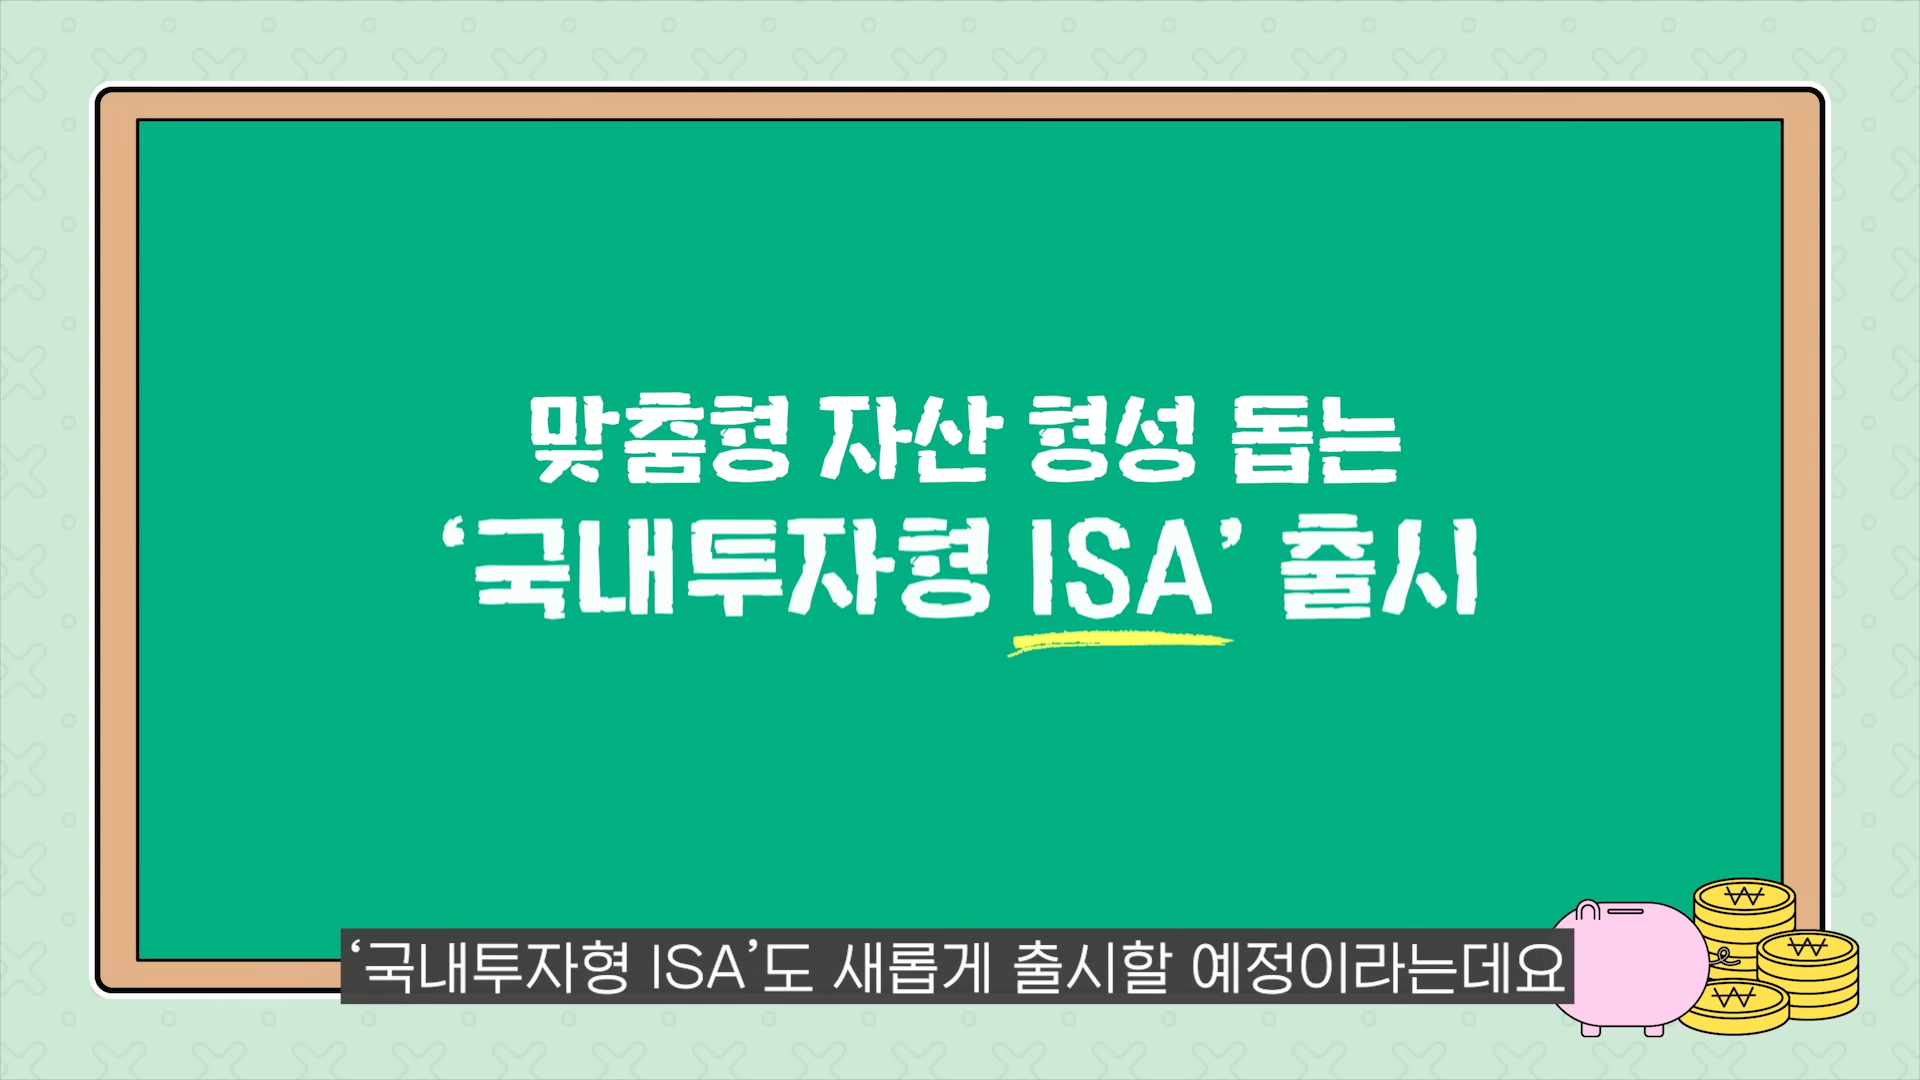 맞춤형 자산 형성 돕는
‘국내투자형 ISA’ 출시
‘국내투자형 ISA’도 새롭게 출시할 예정이라는데요
₩
₩
₩